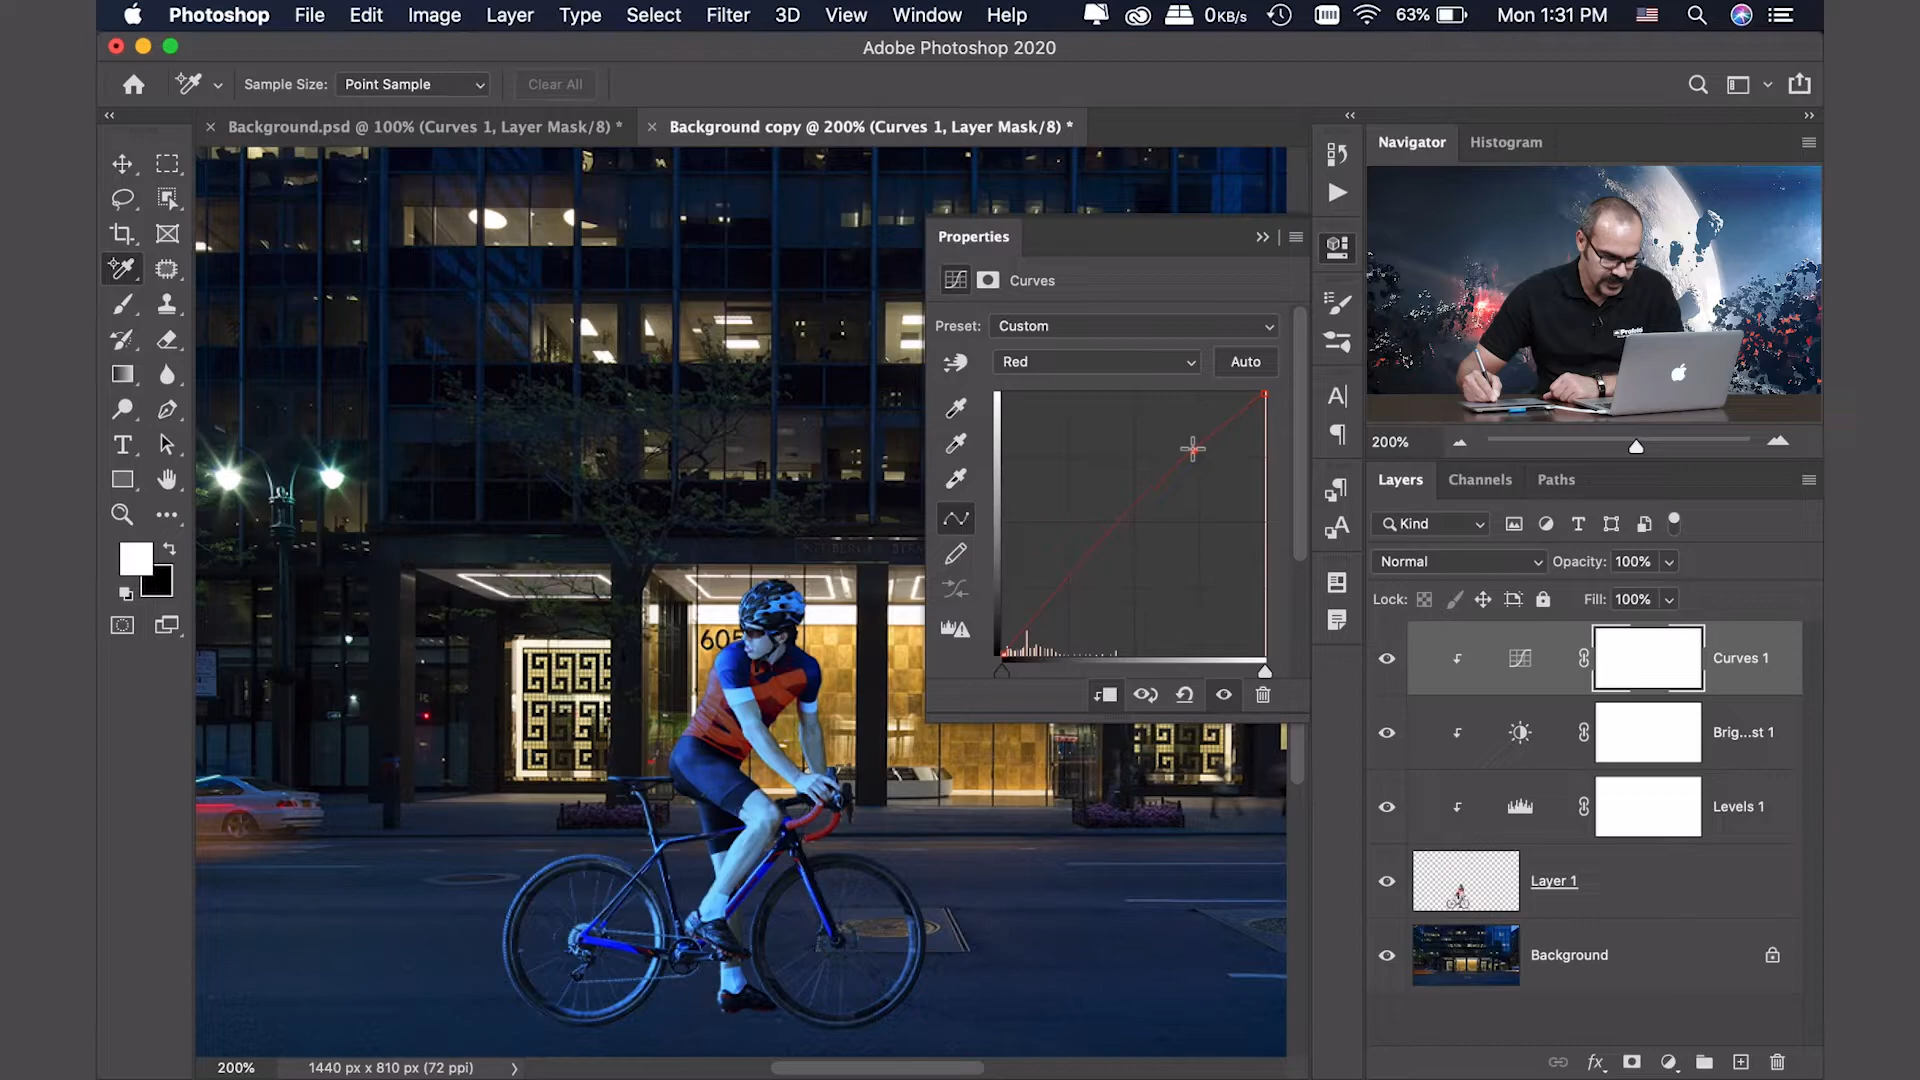 Photoshop File Edit Image Layer Type Select Filter 3D View Window Help 0KB/s 63% Mon 1:31 PM
Adobe Photoshop 2020
Sample Size: Point Sample Clear All
Background.psd @ 100% (Curves 1, Layer Mask/8) *
Background copy @ 200% (Curves 1, Layer Mask/8) *
Navigator Histogram
Properties
Curves
Preset: Custom
Red Auto
200%
Layers Channels Paths
Kind
Normal Opacity: 100%
Lock: Fill: 100%
Curves 1
Brig...st 1
Levels 1
Layer 1
Background
605
200% 1440 px x 810 px (72 ppi)